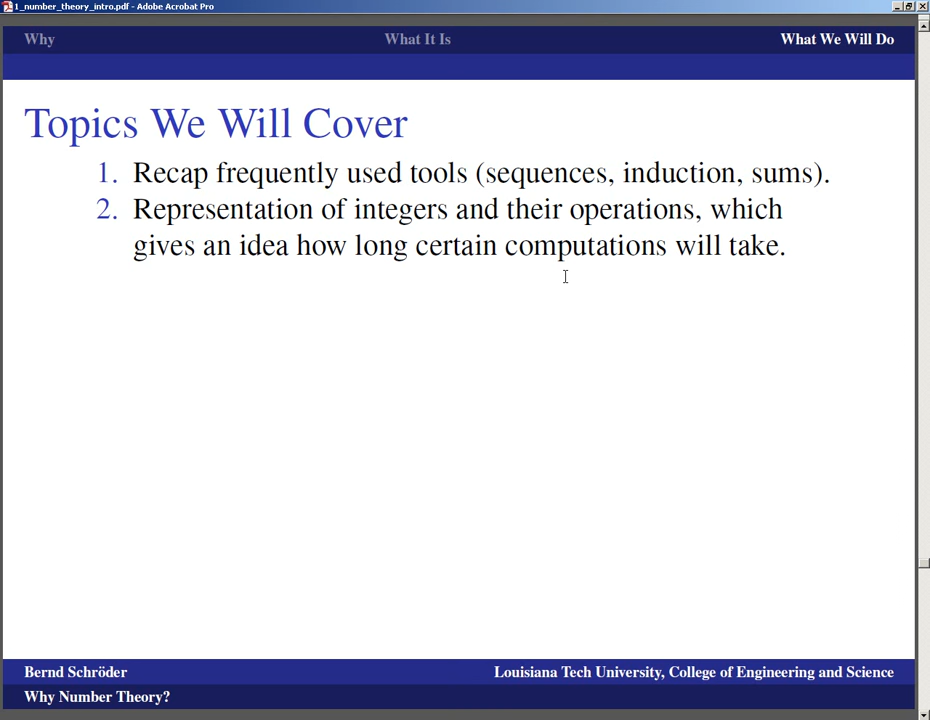 1_number_theory_intro.pdf - Adobe Acrobat Pro
Why What It Is What We Will Do
Topics We Will Cover
1. Recap frequently used tools (sequences, induction, sums).
2. Representation of integers and their operations, which
gives an idea how long certain computations will take.
Bernd Schröder Louisiana Tech University, College of Engineering and Science
Why Number Theory?